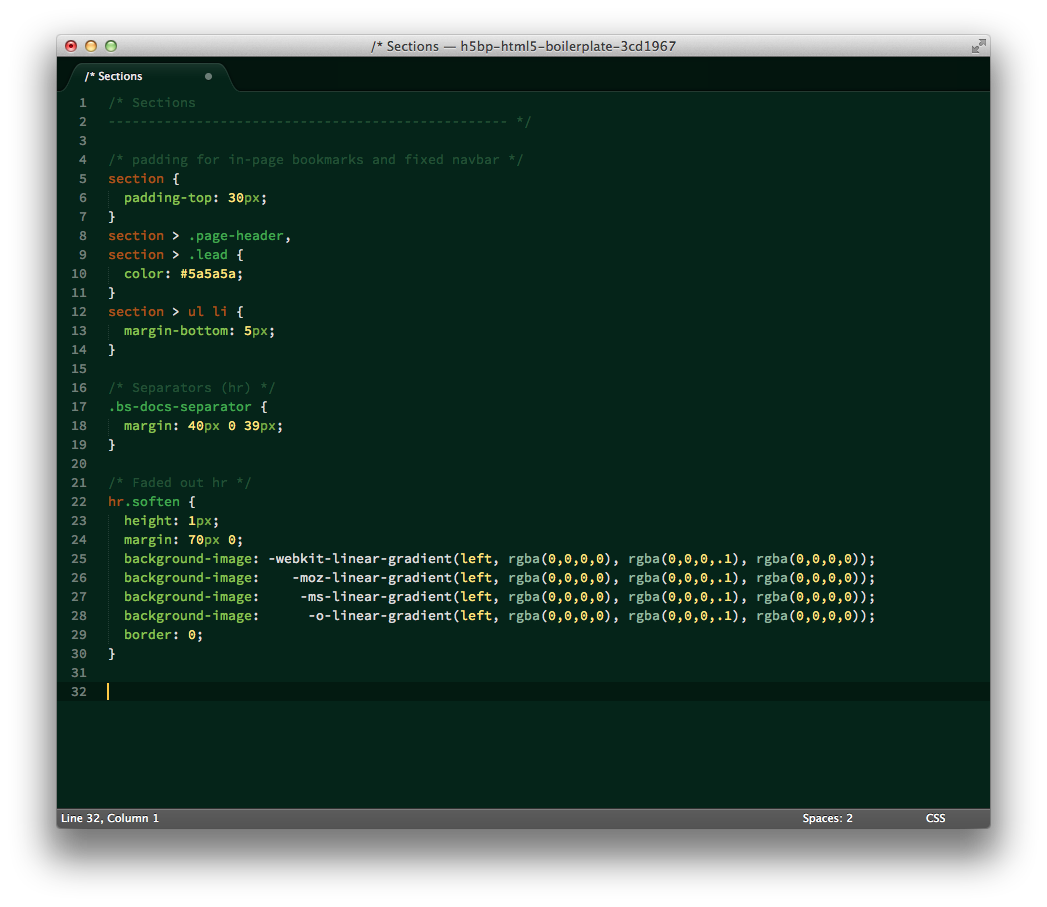 /* Sections — h5bp-html5-boilerplate-3cd1967
/* Sections
1 /* Sections
2 -------------------------------------------------- */
3
4 /* padding for in-page bookmarks and fixed navbar */
5 section {
6   padding-top: 30px;
7 }
8 section > .page-header,
9 section > .lead {
10   color: #5a5a5a;
11 }
12 section > ul li {
13   margin-bottom: 5px;
14 }
15
16 /* Separators (hr) */
17 .bs-docs-separator {
18   margin: 40px 0 39px;
19 }
20
21 /* Faded out hr */
22 hr.soften {
23   height: 1px;
24   margin: 70px 0;
25   background-image: -webkit-linear-gradient(left, rgba(0,0,0,0), rgba(0,0,0,.1), rgba(0,0,0,0));
26   background-image:    -moz-linear-gradient(left, rgba(0,0,0,0), rgba(0,0,0,.1), rgba(0,0,0,0));
27   background-image:     -ms-linear-gradient(left, rgba(0,0,0,0), rgba(0,0,0,.1), rgba(0,0,0,0));
28   background-image:      -o-linear-gradient(left, rgba(0,0,0,0), rgba(0,0,0,.1), rgba(0,0,0,0));
29   border: 0;
30 }
31
32
Line 32, Column 1 Spaces: 2 CSS